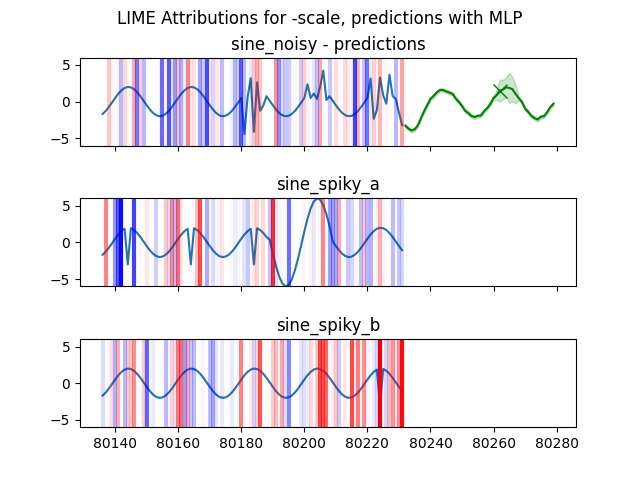 LIME Attributions for -scale, predictions with MLP
sine_noisy - predictions
5
0
−5
sine_spiky_a
5
0
−5
sine_spiky_b
5
0
−5
80140 80160 80180 80200 80220 80240 80260 80280